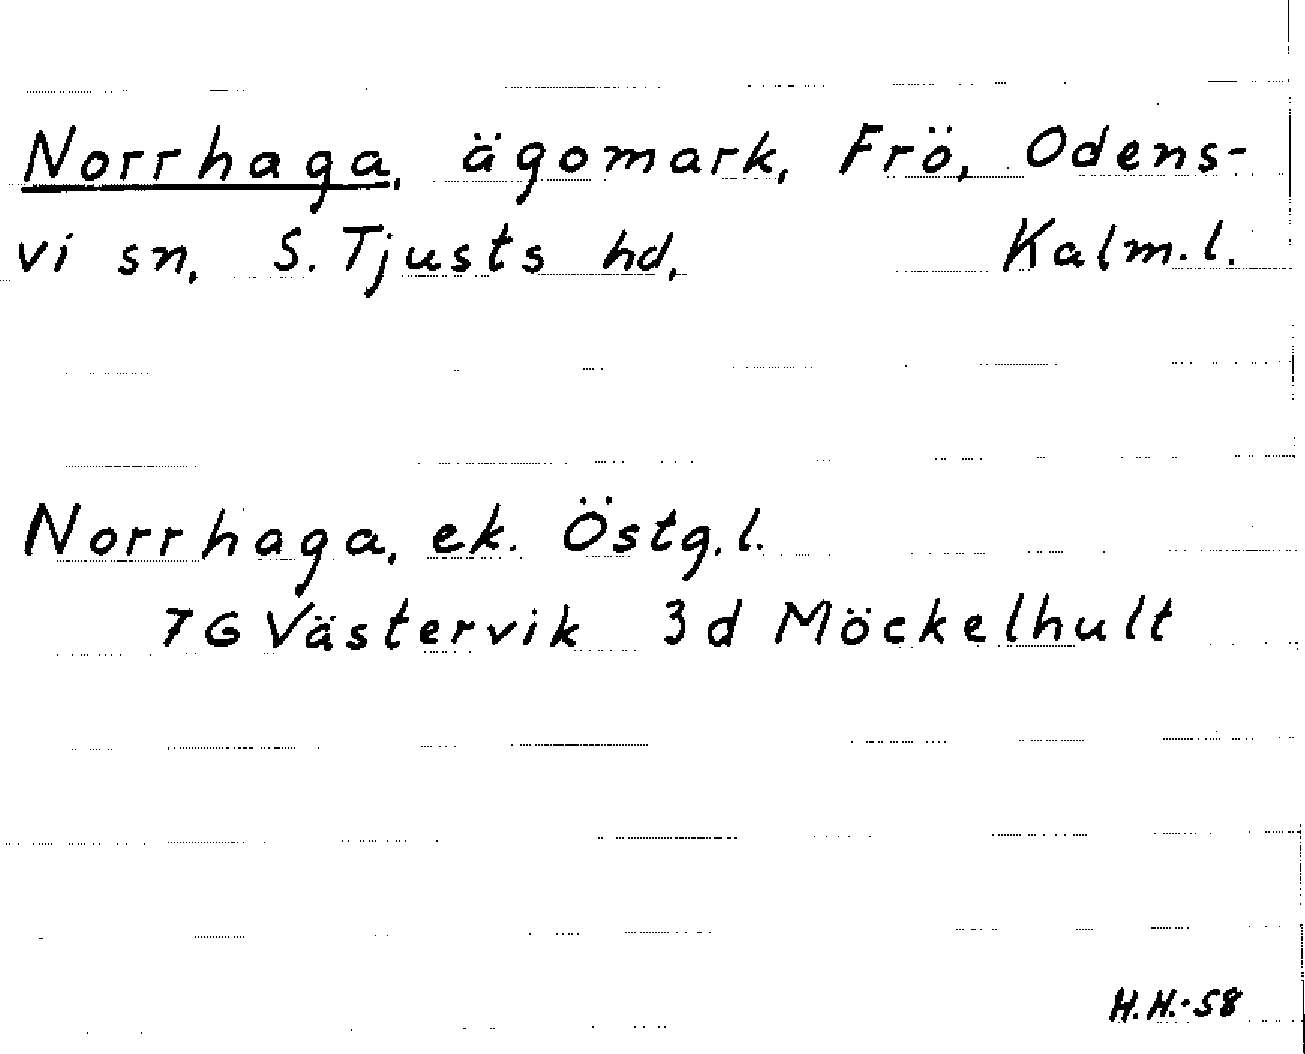 Norrhaga, ägomark, Frö, Odens-
vi sn, S. Tjusts hd, Kalm.l.
Norrhaga, ek. Östg.l.
7G Västervik 3d Möckelhult
H.H.-58